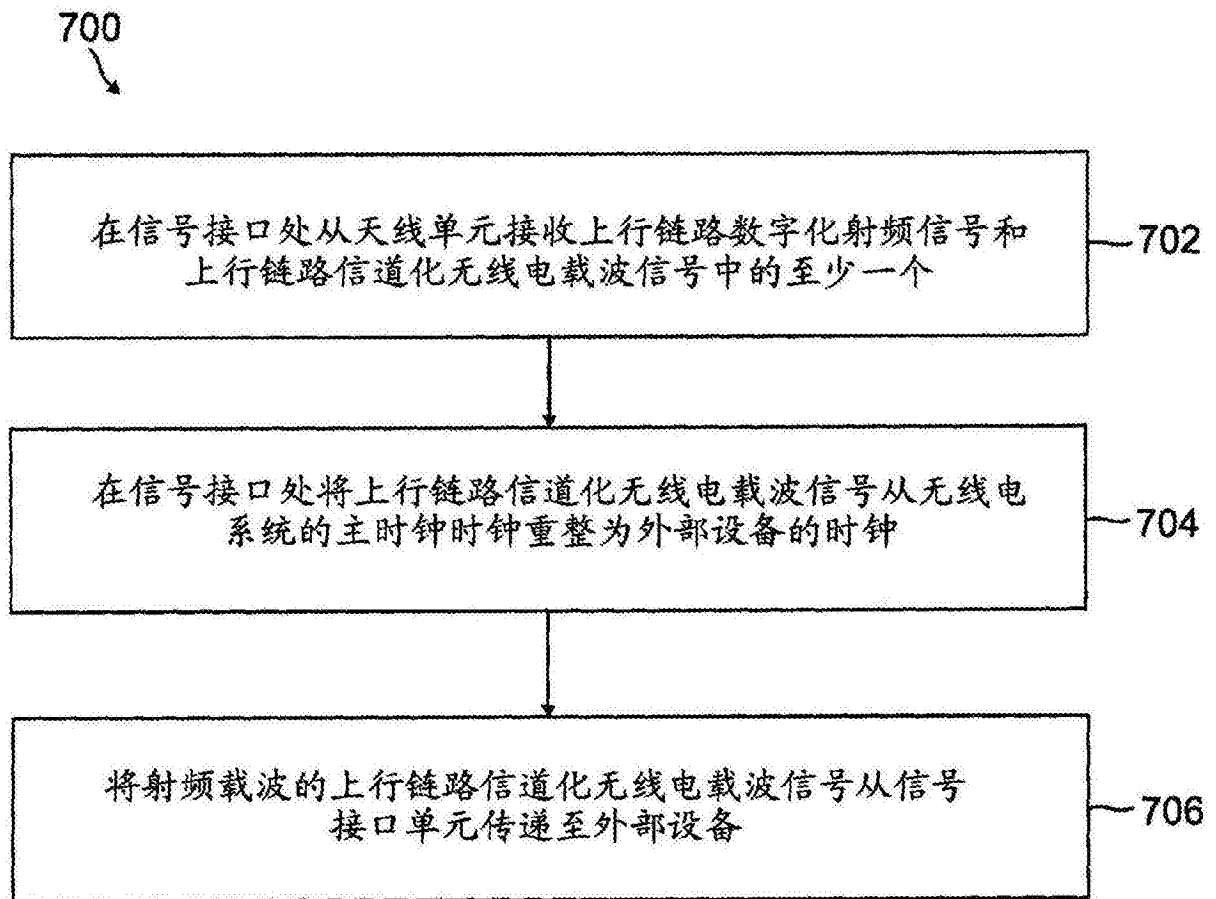 700
在信号接口处从天线单元接收上行链路数字化射频信号和
上行链路信道化无线电载波信号中的至少一个
702
在信号接口处将上行链路信道化无线电载波信号从无线电
系统的主时钟时钟重整为外部设备的时钟
704
将射频载波的上行链路信道化无线电载波信号从信号
接口单元传递至外部设备
706